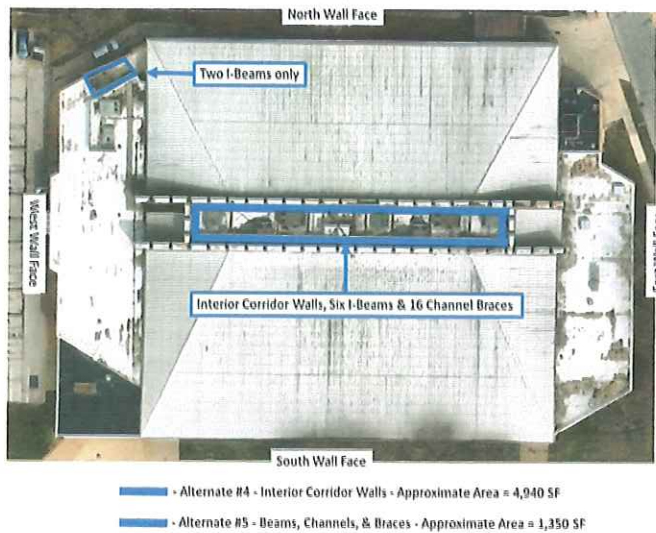 North Wall Face
Two I-Beams only
West Wall Face
Interior Corridor Walls, Six I-Beams & 16 Channel Braces
South Wall Face
- Alternate #4 - Interior Corridor Walls - Approximate Area = 4,940 SF
- Alternate #5 - Beams, Channels, & Braces - Approximate Area = 1,350 SF